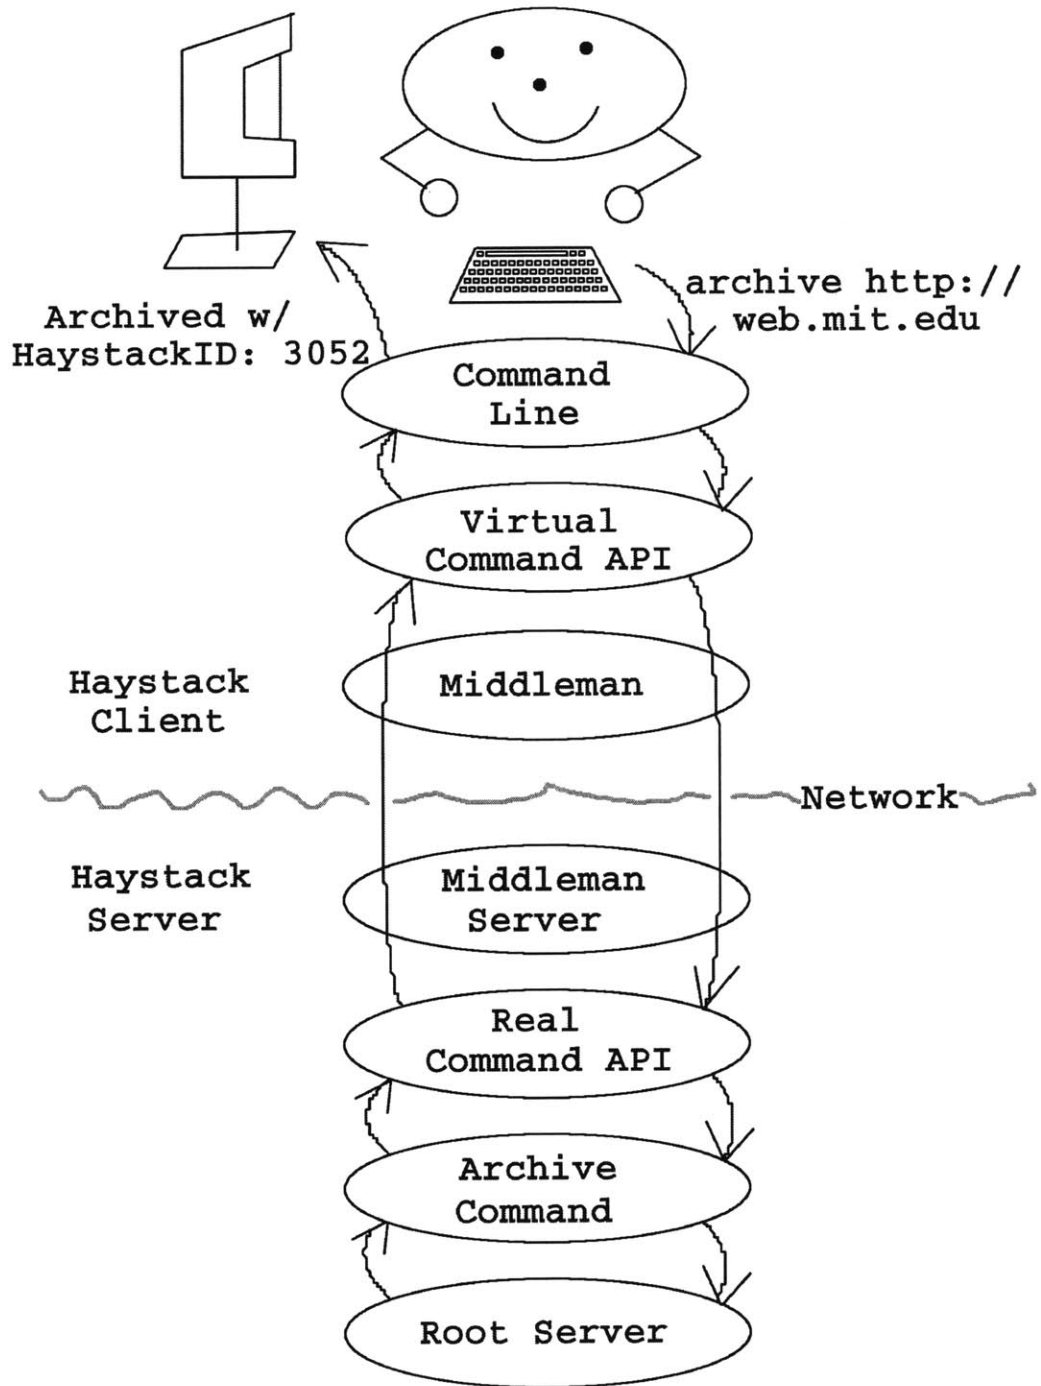 archive http://
web.mit.edu
Archived w/
HaystackID: 3052
Command
Line
Virtual
Command API
Haystack
Client
Middleman
Network
Haystack
Server
Middleman
Server
Real
Command API
Archive
Command
Root Server